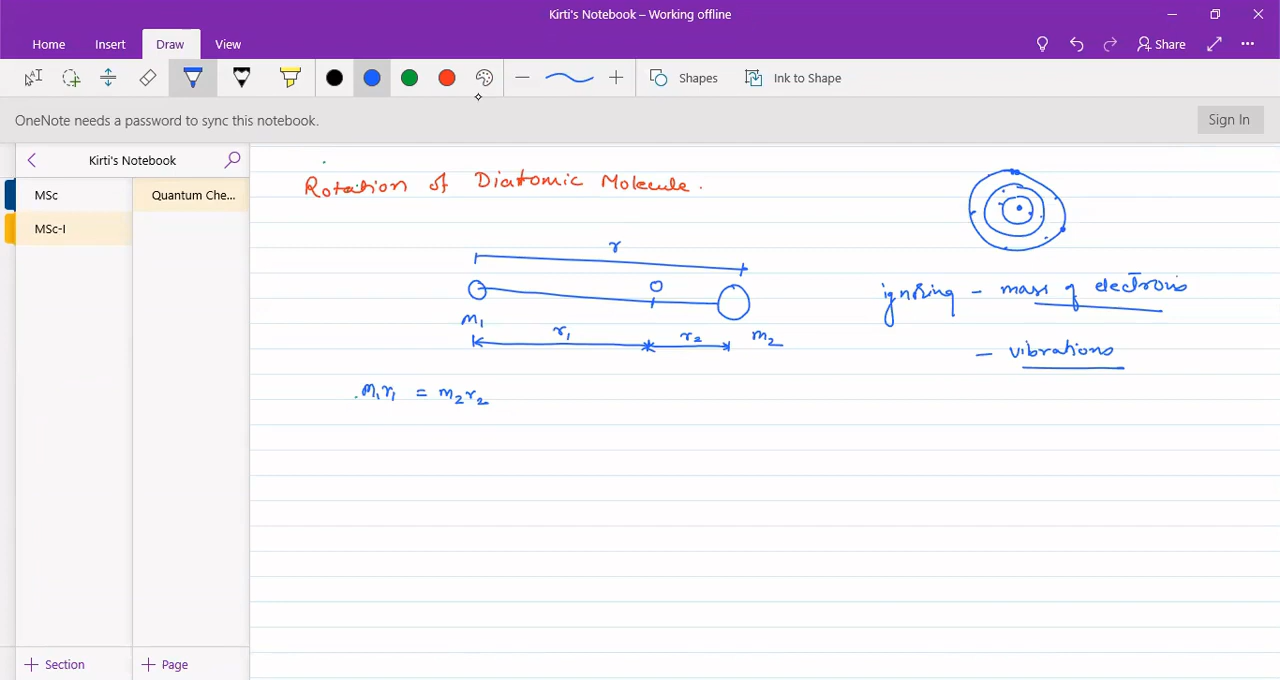 Kirti's Notebook – Working offline
Home Insert Draw View Share
Shapes Ink to Shape
OneNote needs a password to sync this notebook. Sign In
Kirti's Notebook
MSc Quantum Che...
MSc-I
Rotation of Diatomic Molecule.
r
O
m₁ m₂
r₁ r₂
m₁r₁ = m₂r₂
ignoring – mass of electrons
– vibrations
Section Page